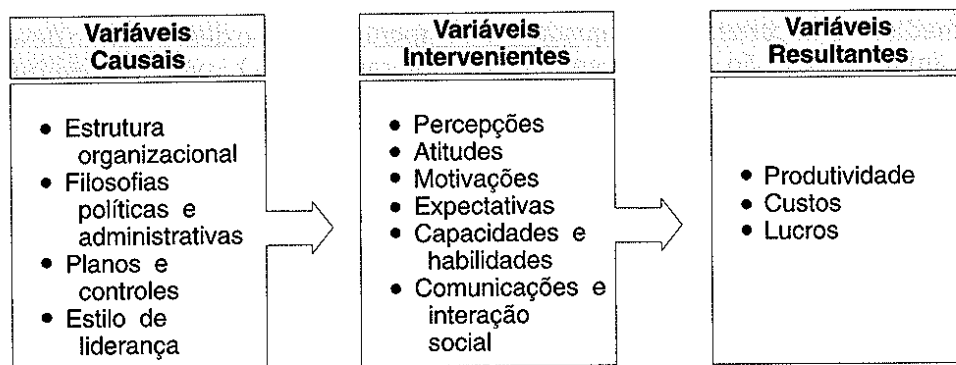 Variáveis
Causais
• Estrutura
organizacional
• Filosofias
políticas e
administrativas
• Planos e
controles
• Estilo de
liderança
Variáveis
Intervenientes
• Percepções
• Atitudes
• Motivações
• Expectativas
• Capacidades e
habilidades
• Comunicações e
interação
social
Variáveis
Resultantes
• Produtividade
• Custos
• Lucros